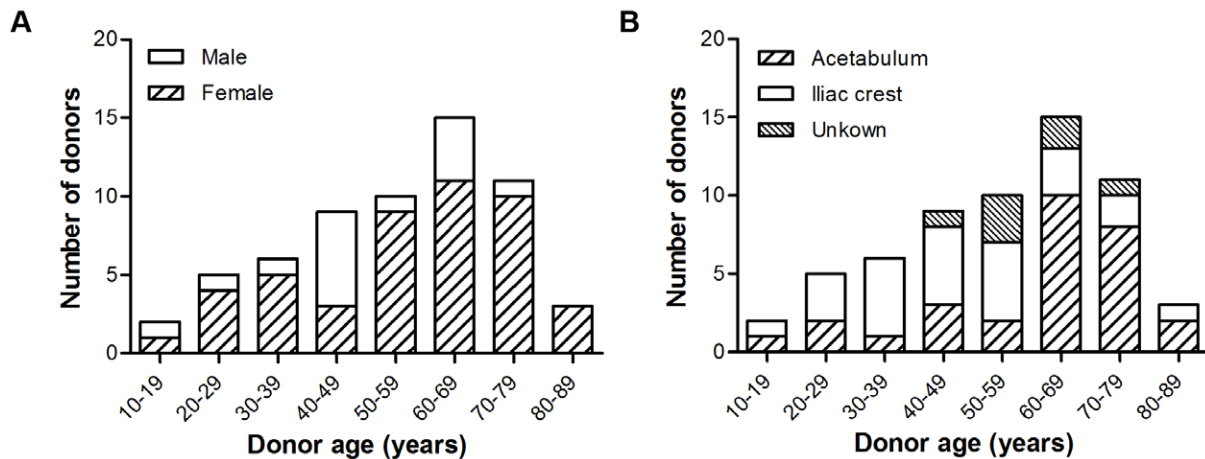 A
Number of donors
20
15
10
5
0
Male
Female
10-19
20-29
30-39
40-49
50-59
60-69
70-79
80-89
Donor age (years)
B
Number of donors
20
15
10
5
0
Acetabulum
Iliac crest
Unkown
10-19
20-29
30-39
40-49
50-59
60-69
70-79
80-89
Donor age (years)